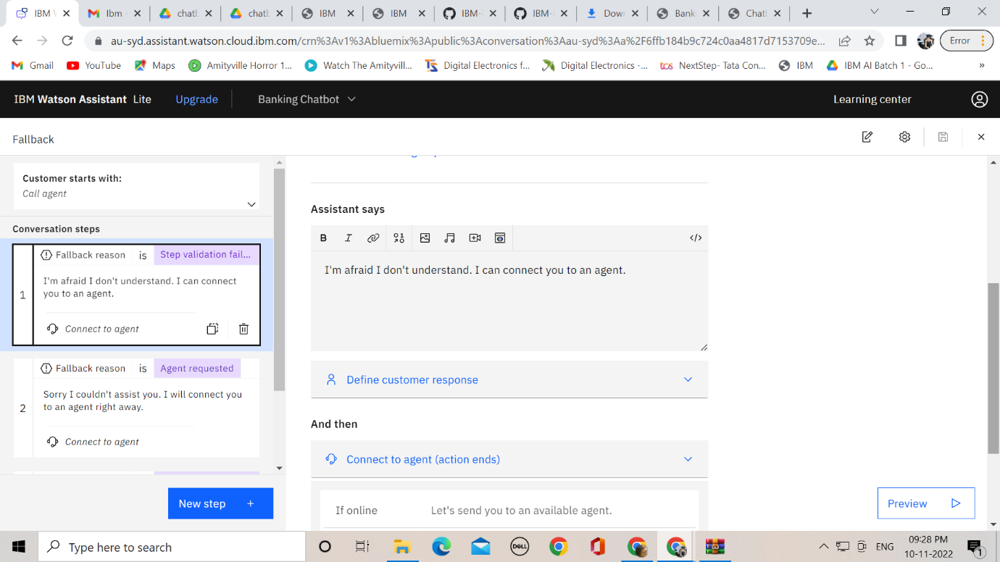 IBM W
Ibm
chatb
chatb
IBM
IBM
IBM-
IBM-
Dow
Bank
Chat
au-syd.assistant.watson.cloud.ibm.com/crn%3Av1%3Abluemix%3Apublic%3Aconversation%3Aau-syd%3Aa%2F6ffb184b9c724c0aa4817d7153709e...
Error
Gmail
YouTube
Maps
Amityville Horror 1...
Watch The Amityvill...
Digital Electronics f...
Digital Electronics -...
tcs NextStep- Tata Con...
IBM
IBM AI Batch 1 - Go...
»
IBM Watson Assistant Lite
Upgrade
Banking Chatbot
Learning center
Fallback
Customer starts with:
Call agent
Conversation steps
1
Fallback reason is Step validation fail...
I'm afraid I don't understand. I can connect
you to an agent.
Connect to agent
2
Fallback reason is Agent requested
Sorry I couldn't assist you. I will connect you
to an agent right away.
Connect to agent
New step +
Assistant says
B I </>
I'm afraid I don't understand. I can connect you to an agent.
Define customer response
And then
Connect to agent (action ends)
If online Let's send you to an available agent.
Preview
Type here to search
DELL
ENG
09:28 PM
10-11-2022
1